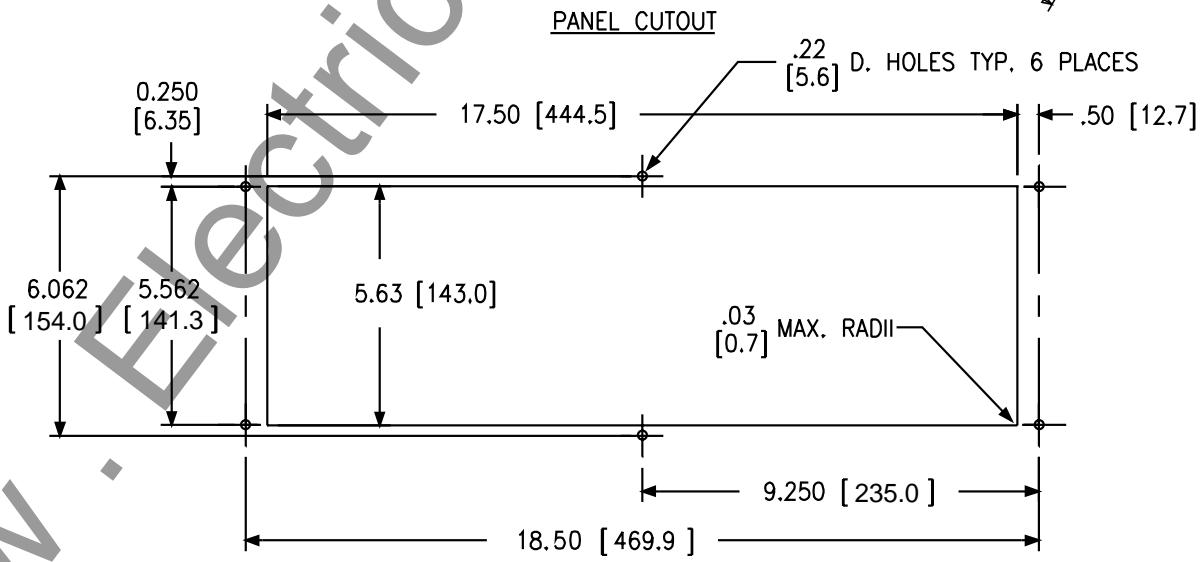 PANEL CUTOUT
.22
[5.6] D. HOLES TYP. 6 PLACES
0.250
[6.35]
17.50 [444.5]
.50 [12.7]
6.062
[ 154.0 ]
5.562
[ 141.3 ]
5.63 [143.0]
.03
[0.7] MAX. RADII
9.250 [ 235.0 ]
18.50 [469.9 ]
w . Electric